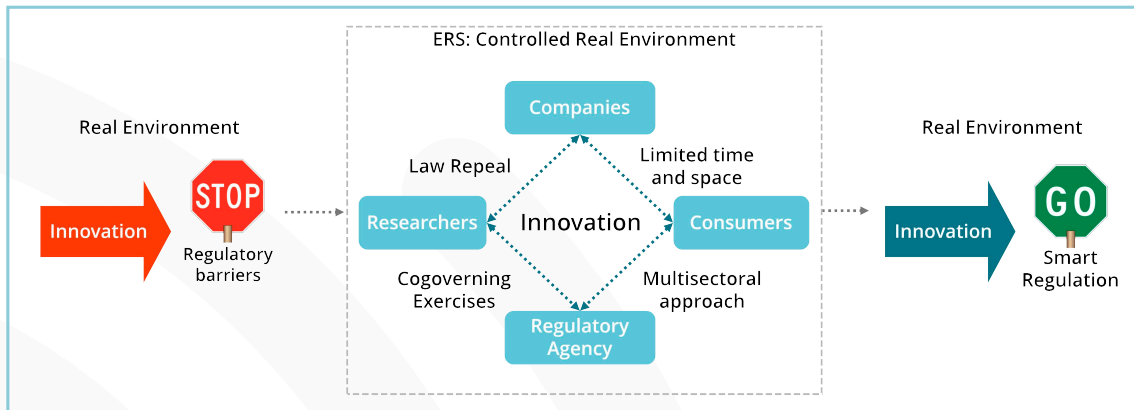 ERS: Controlled Real Environment
Real Environment
Innovation
STOP
Regulatory
barriers
Companies
Law Repeal
Limited time
and space
Researchers
Innovation
Consumers
Cogoverning
Exercises
Multisectoral
approach
Regulatory
Agency
Real Environment
Innovation
GO
Smart
Regulation